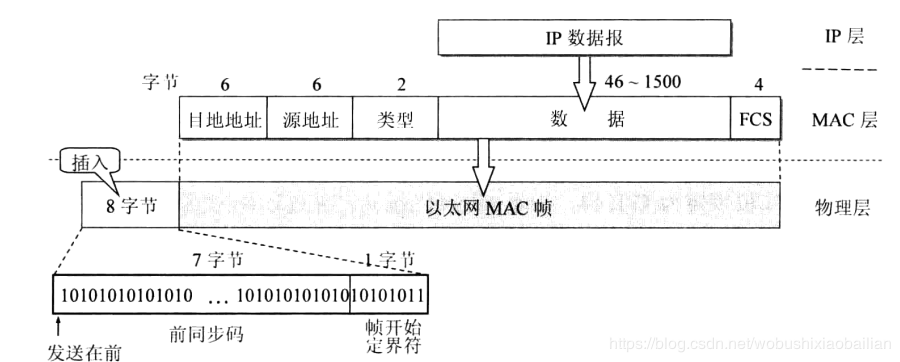 IP 数据报
IP 层
字节 6 6 2 46 ~ 1500 4
目地地址 源地址 类型 数 据 FCS
MAC 层
插入
8 字节
以太网 MAC 帧
物理层
7 字节 1 字节
10101010101010 ... 101010101010 10101011
前同步码
帧开始
定界符
发送在前
https://blog.csdn.net/wobushixiaobailian